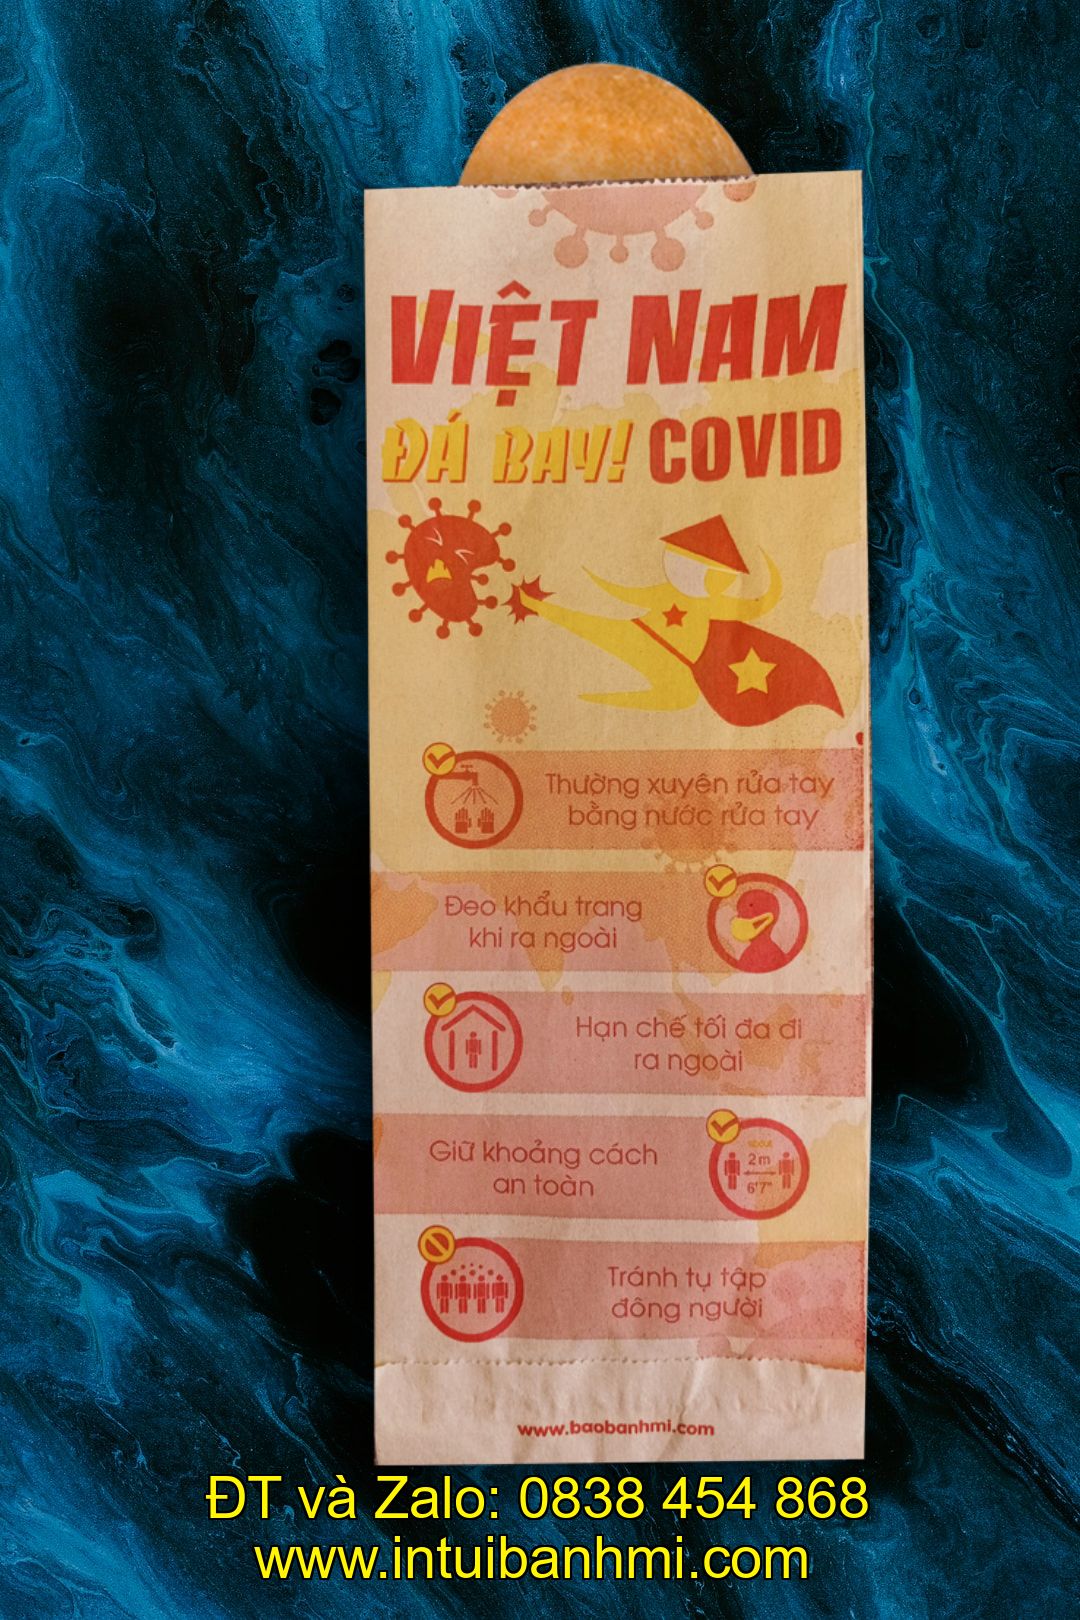 VIỆT NAM
ĐÁ BAY! COVID
Thường xuyên rửa tay
bằng nước rửa tay
Đeo khẩu trang
khi ra ngoài
Hạn chế tối đa đi
ra ngoài
Giữ khoảng cách
an toàn
about
2m
6'7"
Tránh tụ tập
đông người
www.baobanhmi.com
ĐT và Zalo: 0838 454 868
www.intuibanhmi.com